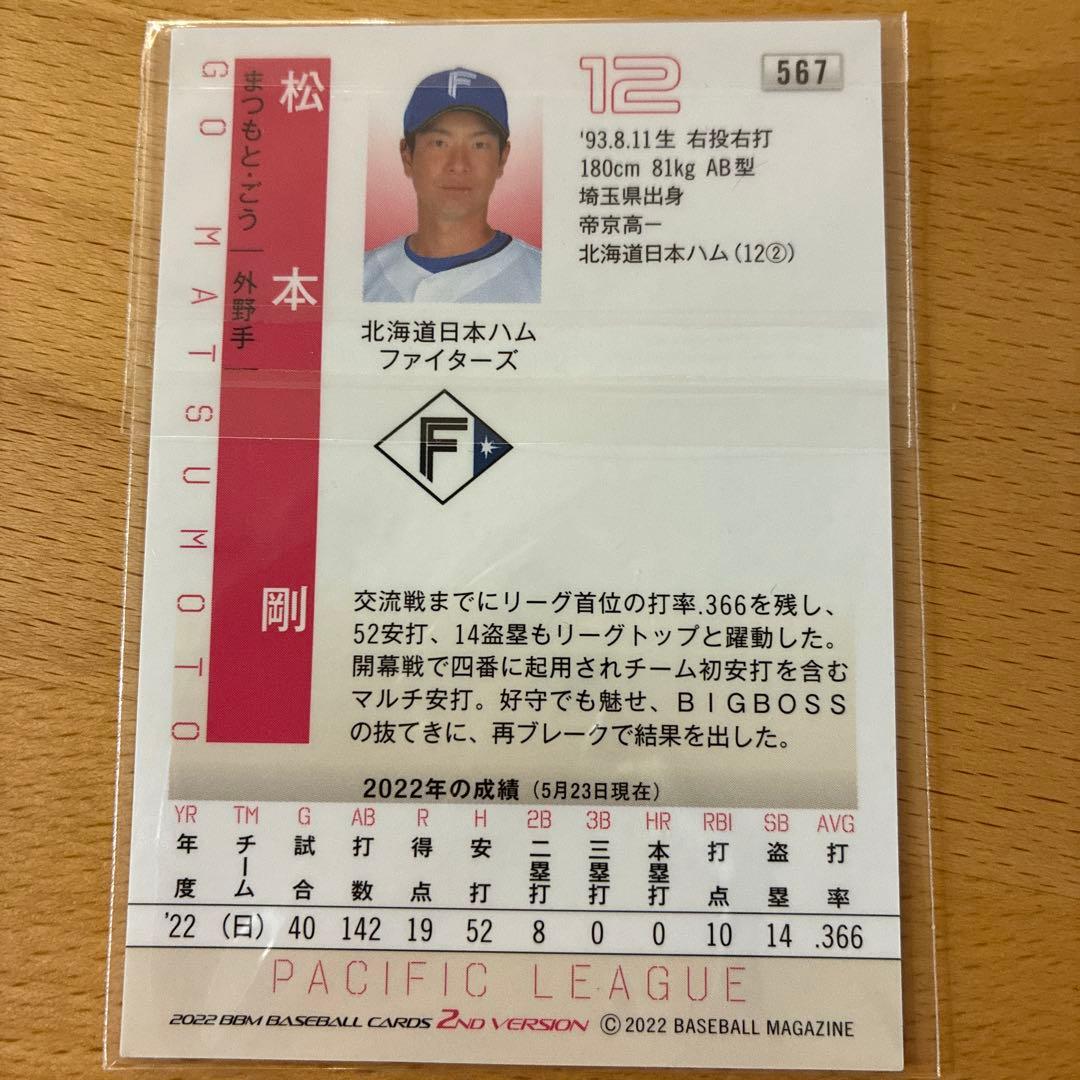 松本 剛
まつもと・ごう | 外野手 |
GO MATSUMOTO
F
12
567
'93.8.11生 右投右打
180cm 81kg AB型
埼玉県出身
帝京高ー
北海道日本ハム(12②)
北海道日本ハム
ファイターズ
F
交流戦までにリーグ首位の打率.366を残し、
52安打、14盗塁もリーグトップと躍動した。
開幕戦で四番に起用されチーム初安打を含む
マルチ安打。好守でも魅せ、BIGBOSS
の抜てきに、再ブレークで結果を出した。
2022年の成績(5月23日現在)
YR TM G AB R H 2B 3B HR RBI SB AVG
年度 チーム 試合 打数 得点 安打 二塁打 三塁打 本塁打 打点 盗塁 打率
'22 (日) 40 142 19 52 8 0 0 10 14 .366
PACIFIC LEAGUE
2022 BBM BASEBALL CARDS 2ND VERSION ©2022 BASEBALL MAGAZINE